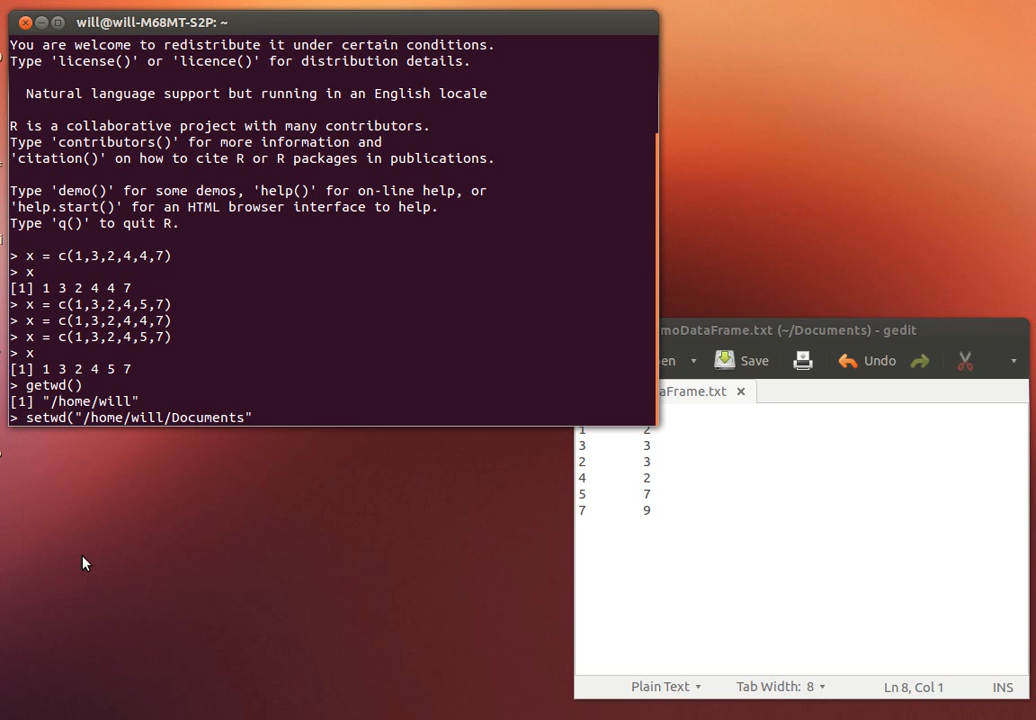 will@will-M68MT-S2P: ~
You are welcome to redistribute it under certain conditions.
Type 'license()' or 'licence()' for distribution details.
Natural language support but running in an English locale
R is a collaborative project with many contributors.
Type 'contributors()' for more information and
'citation()' on how to cite R or R packages in publications.
Type 'demo()' for some demos, 'help()' for on-line help, or
'help.start()' for an HTML browser interface to help.
Type 'q()' to quit R.
> x = c(1,3,2,4,4,7)
> x
[1] 1 3 2 4 4 7
> x = c(1,3,2,4,5,7)
> x = c(1,3,2,4,4,7)
> x = c(1,3,2,4,5,7)
> x
[1] 1 3 2 4 5 7
> getwd()
[1] "/home/will"
> setwd("/home/will/Documents"
moDataFrame.txt (~/Documents) - gedit
en Save Undo
aFrame.txt
1 2
3 3
2 3
4 2
5 7
7 9
Plain Text Tab Width: 8 Ln 8, Col 1 INS